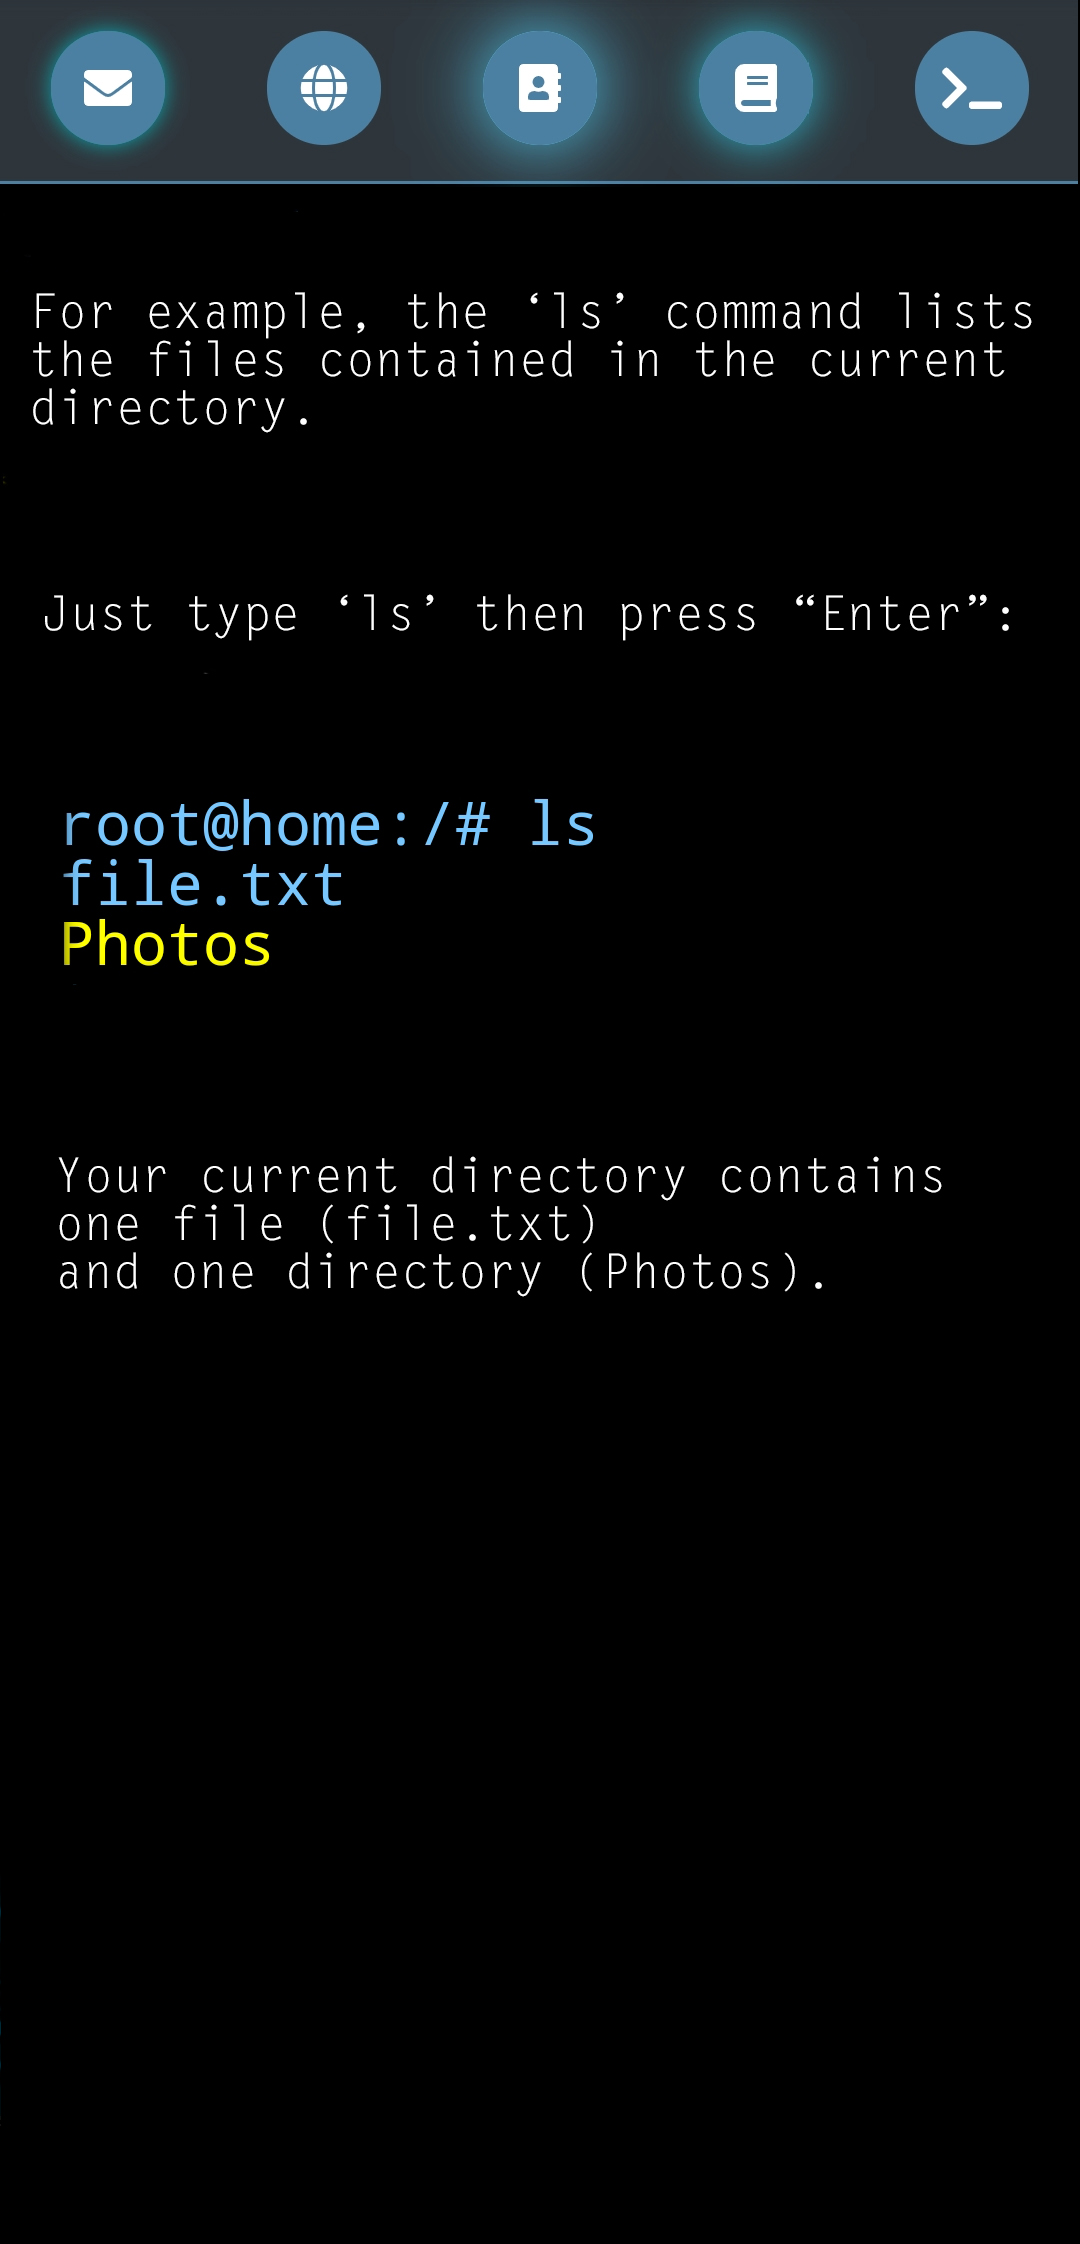 For example, the ‘ls’ command lists
the files contained in the current
directory.
Just type ‘ls’ then press “Enter”:
root@home:/# ls
file.txt
Photos
Your current directory contains
one file (file.txt)
and one directory (Photos).